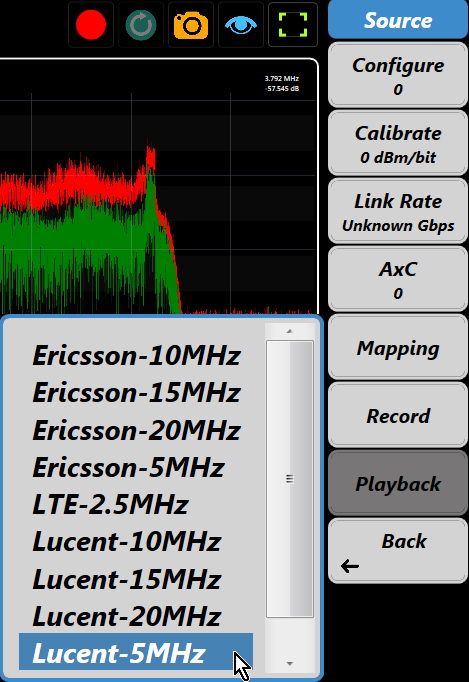 Source
3.792 MHz
-57.545 dB
Configure
0
Calibrate
0 dBm/bit
Link Rate
Unknown Gbps
AxC
0
Mapping
Record
Playback
Back
Ericsson-10MHz
Ericsson-15MHz
Ericsson-20MHz
Ericsson-5MHz
LTE-2.5MHz
Lucent-10MHz
Lucent-15MHz
Lucent-20MHz
Lucent-5MHz